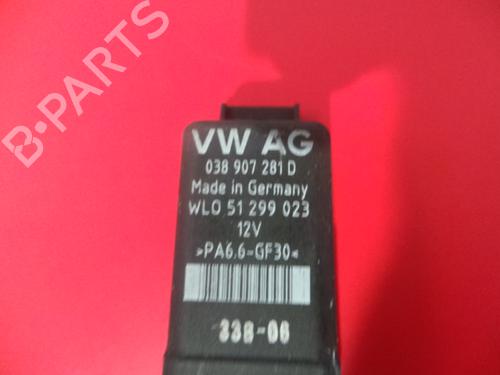 VW AG
038 907 281 D
Made in Germany
WLO 51 299 023
12V
>PA6.6-GF30<
338-06
B-PARTS